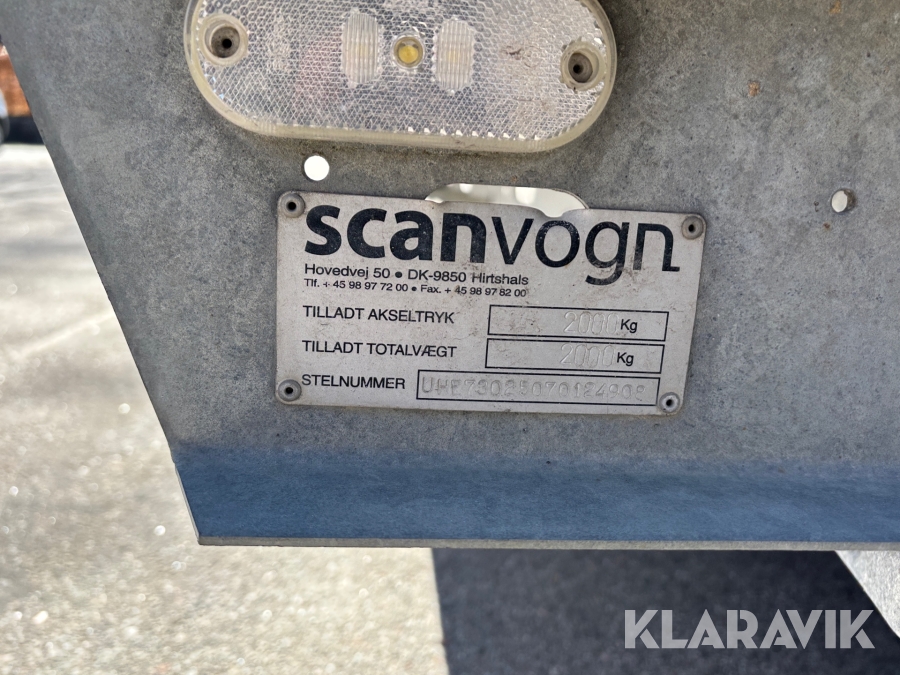 scanvogn
Hovedvej 50 • DK-9850 Hirtshals
Tlf. + 45 98 97 72 00 • Fax. + 45 98 97 82 00
TILLADT AKSELTRYK 2000 Kg
TILLADT TOTALVÆGT 2000 Kg
STELNUMMER
KLARAVIK